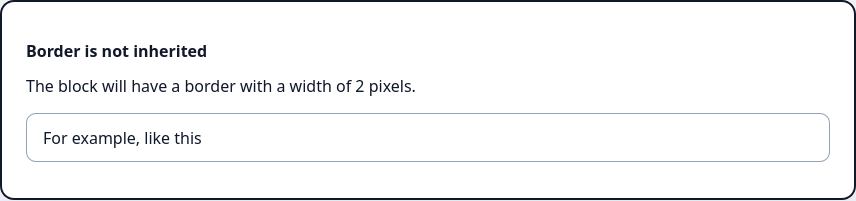 Border is not inherited
The block will have a border with a width of 2 pixels.
For example, like this